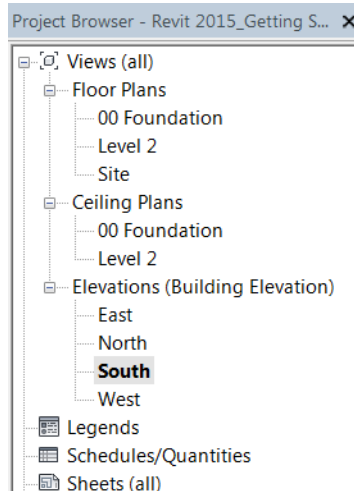 Project Browser - Revit 2015_Getting S...
Views (all)
Floor Plans
00 Foundation
Level 2
Site
Ceiling Plans
00 Foundation
Level 2
Elevations (Building Elevation)
East
North
South
West
Legends
Schedules/Quantities
Sheets (all)